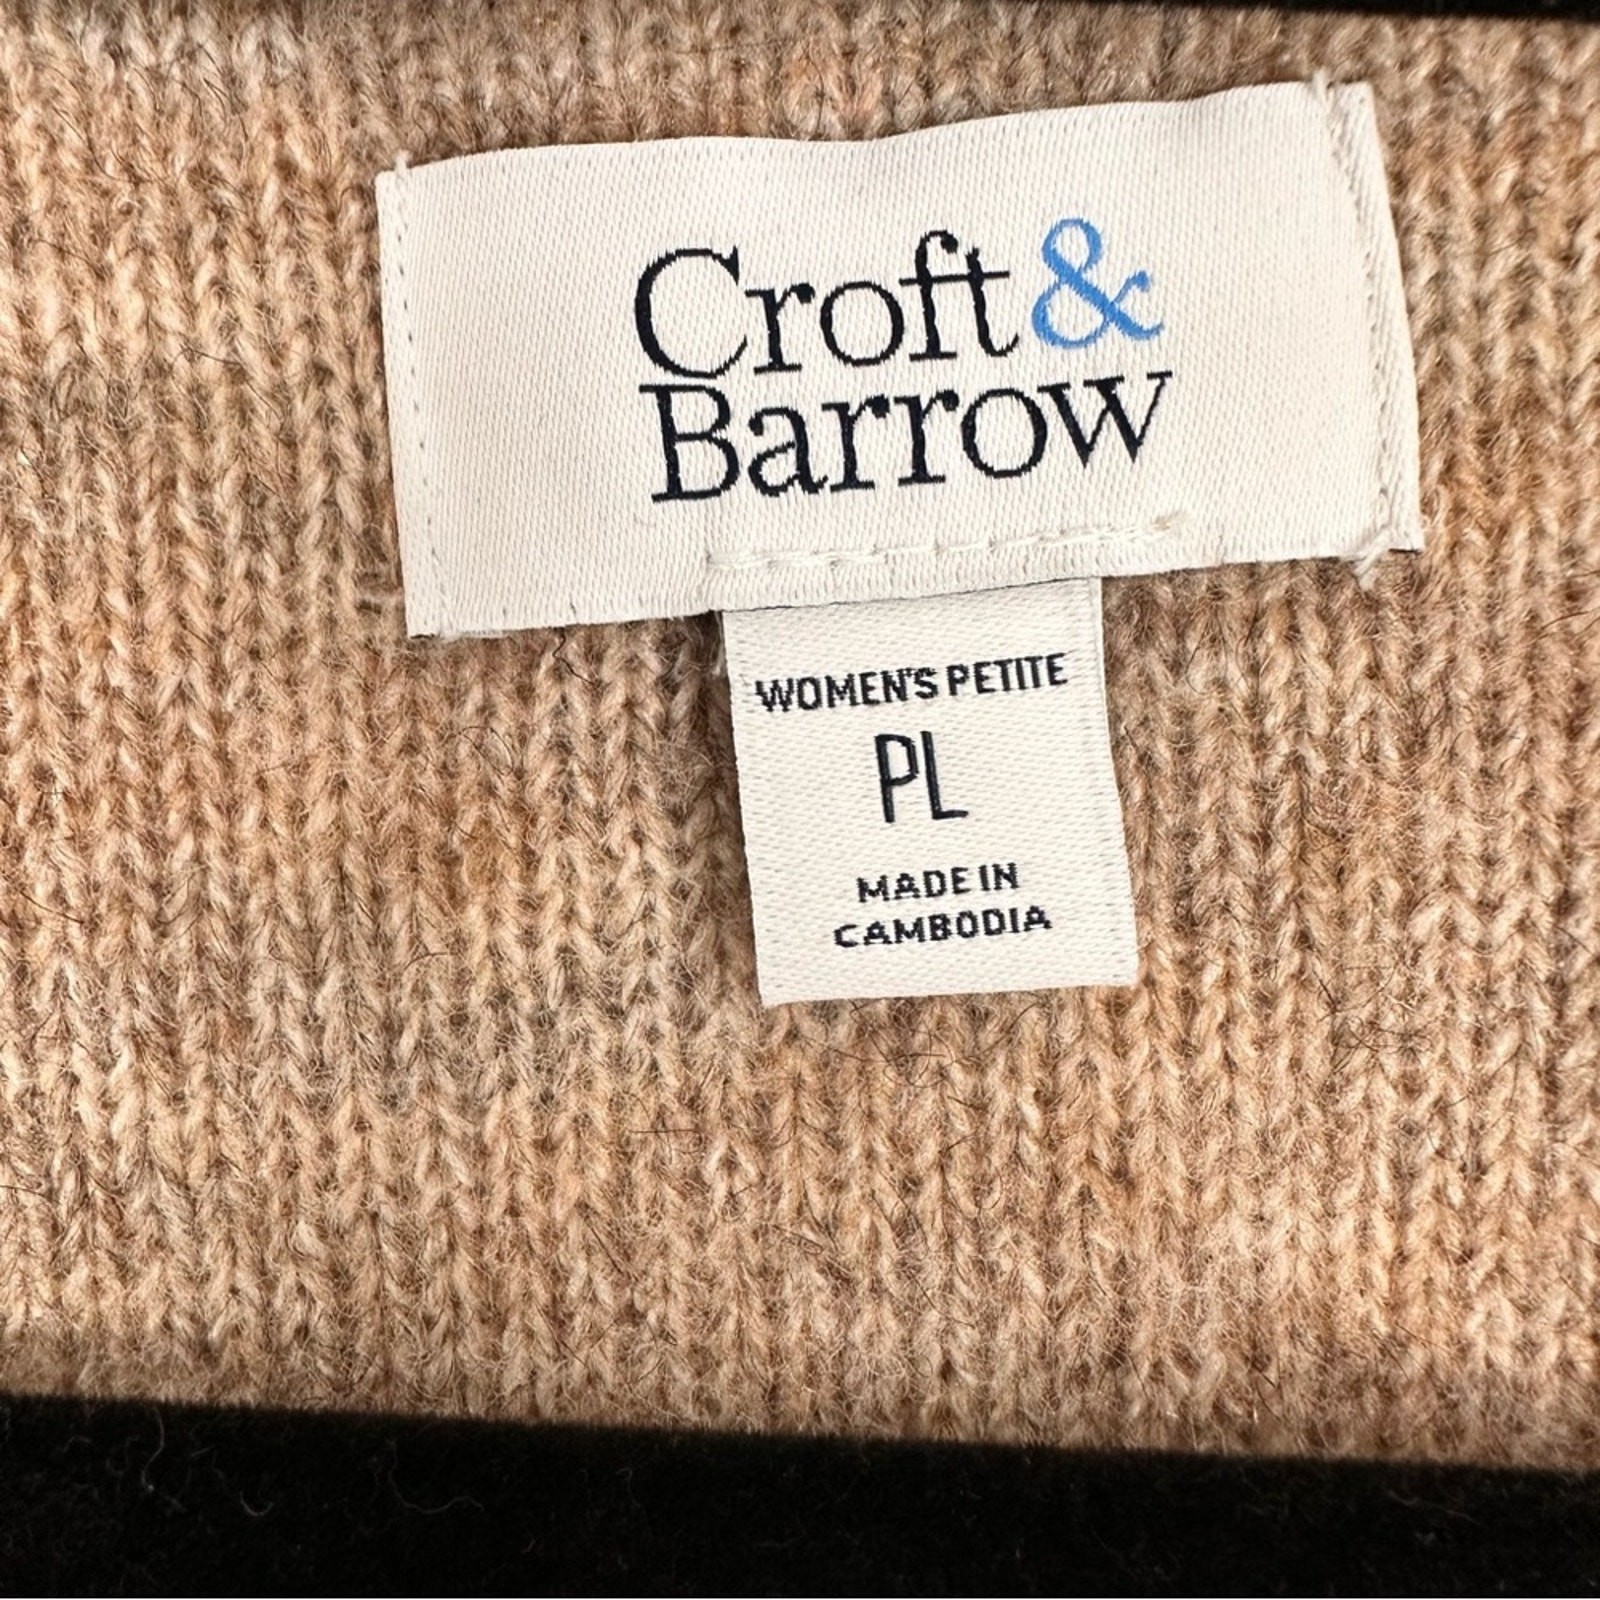 Croft &
Barrow
WOMEN'S PETITE
PL
MADE IN
CAMBODIA